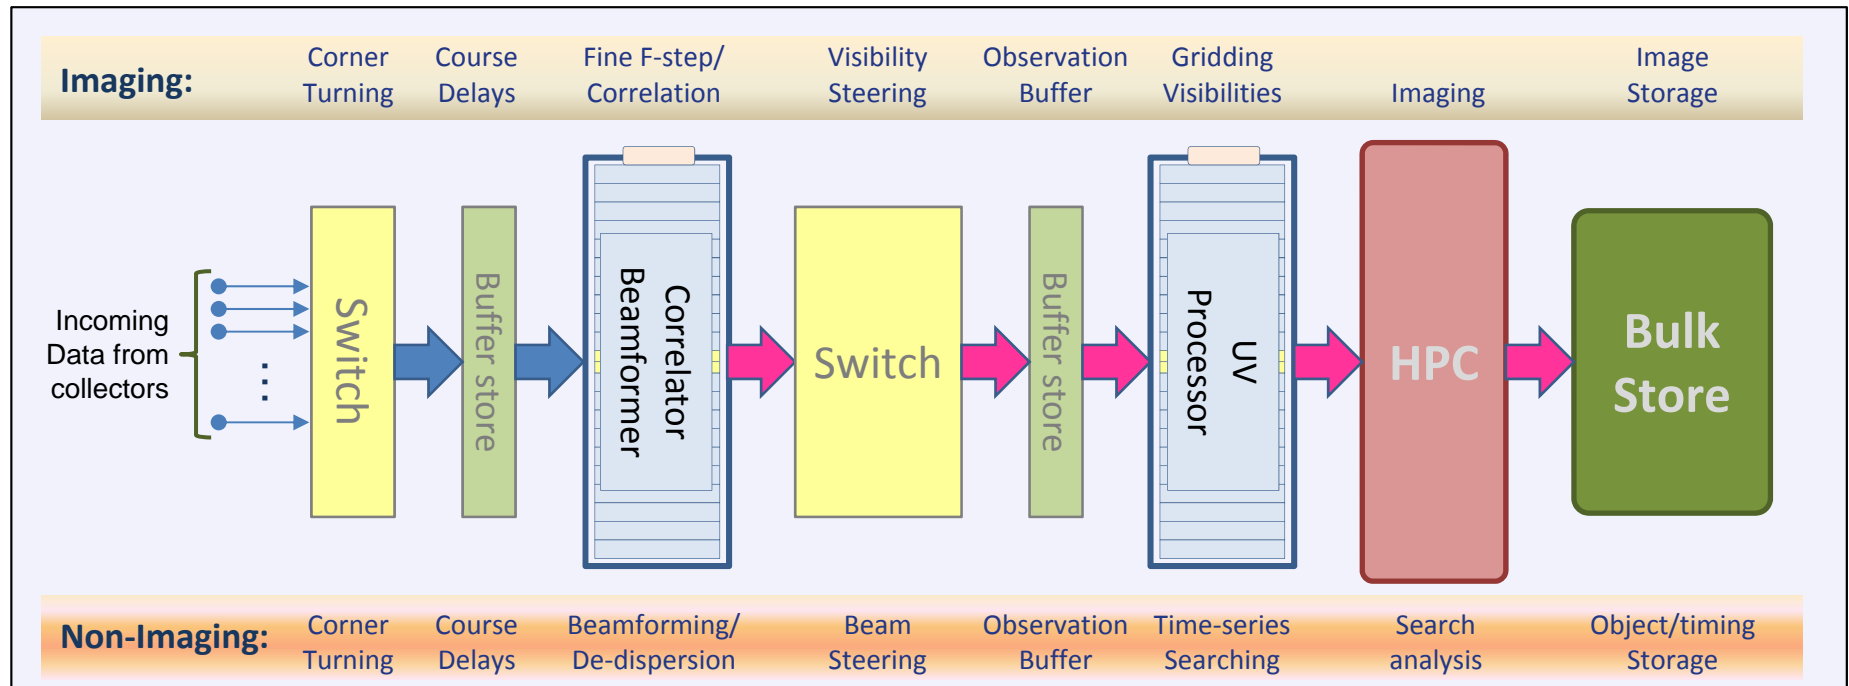 Imaging:
Corner
Turning
Course
Delays
Fine F-step/
Correlation
Visibility
Steering
Observation
Buffer
Gridding
Visibilities
Imaging
Image
Storage
Incoming
Data from
collectors
Switch
Buffer store
Correlator
Beamformer
Switch
Buffer store
UV
Processor
HPC
Bulk
Store
Non-Imaging:
Corner
Turning
Course
Delays
Beamforming/
De-dispersion
Beam
Steering
Observation
Buffer
Time-series
Searching
Search
analysis
Object/timing
Storage